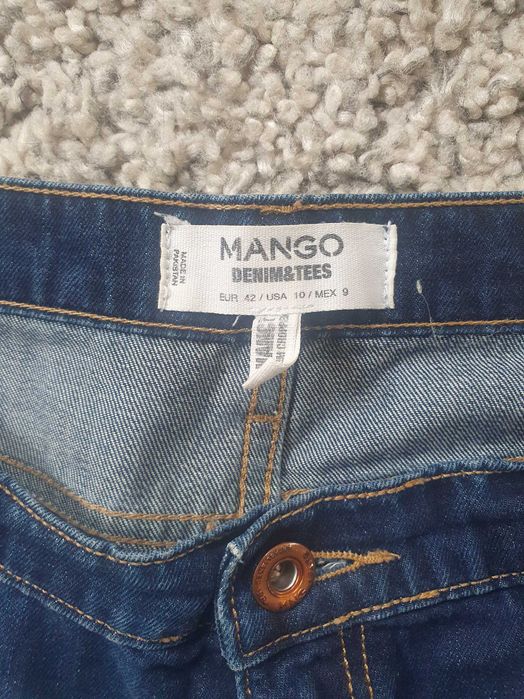 MANGO
DENIM&TEES
EUR 42 / USA 10 / MEX 9
MADE IN
PAKISTAN